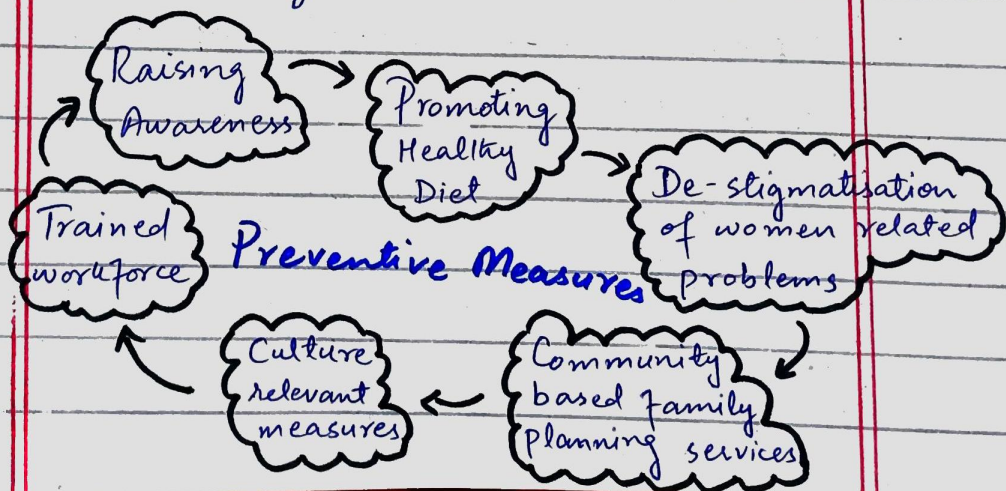 Raising
Awareness
Promoting
Healthy
Diet
De-stigmatisation
of women related
problems
Trained
workforce
Preventive Measures
Community
based family
planning services
Culture
relevant
measures